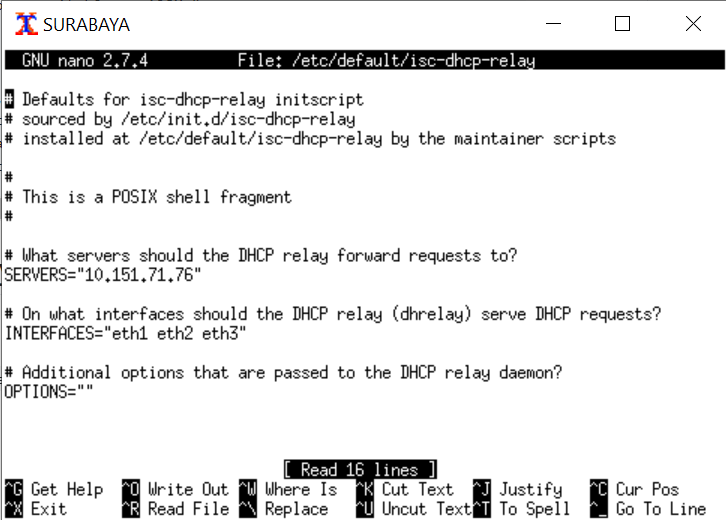 SURABAYA
GNU nano 2.7.4 File: /etc/default/isc-dhcp-relay
# Defaults for isc-dhcp-relay initscript
# sourced by /etc/init.d/isc-dhcp-relay
# installed at /etc/default/isc-dhcp-relay by the maintainer scripts
#
# This is a POSIX shell fragment
#
# What servers should the DHCP relay forward requests to?
SERVERS="10.151.71.76"
# On what interfaces should the DHCP relay (dhrelay) serve DHCP requests?
INTERFACES="eth1 eth2 eth3"
# Additional options that are passed to the DHCP relay daemon?
OPTIONS=""
[ Read 16 lines ]
^G Get Help ^O Write Out ^W Where Is ^K Cut Text ^J Justify ^C Cur Pos
^X Exit ^R Read File ^\ Replace ^U Uncut Text ^T To Spell ^_ Go To Line